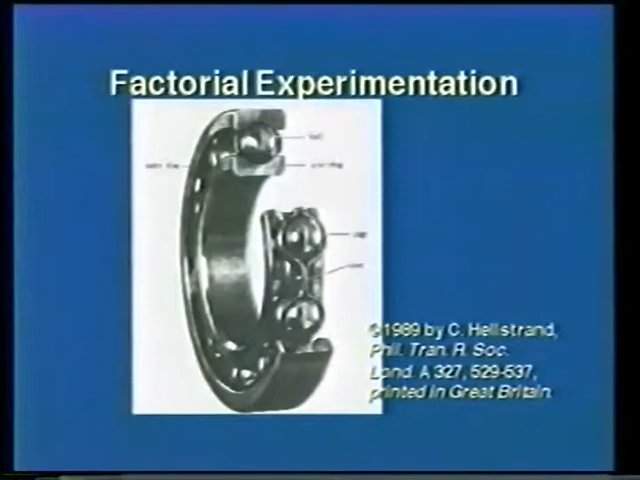 Factorial Experimentation
©1989 by C. Hellstrand,
Phil. Tran. R. Soc.
Lond. A 327, 529-537,
printed in Great Britain.